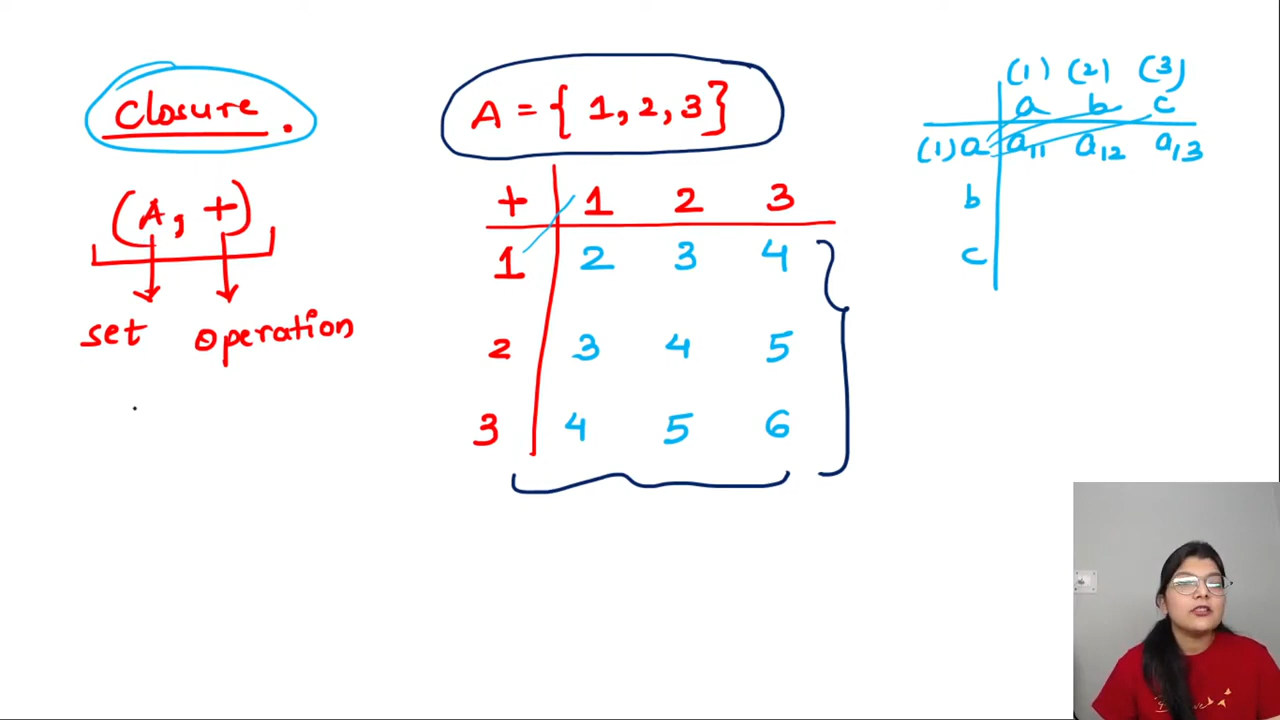 Closure.
(A, +)
set operation
A = { 1, 2, 3 }
+ 1 2 3
1 2 3 4
2 3 4 5
3 4 5 6
(1) (2) (3)
a b c
(1) a a11 a12 a13
b
c